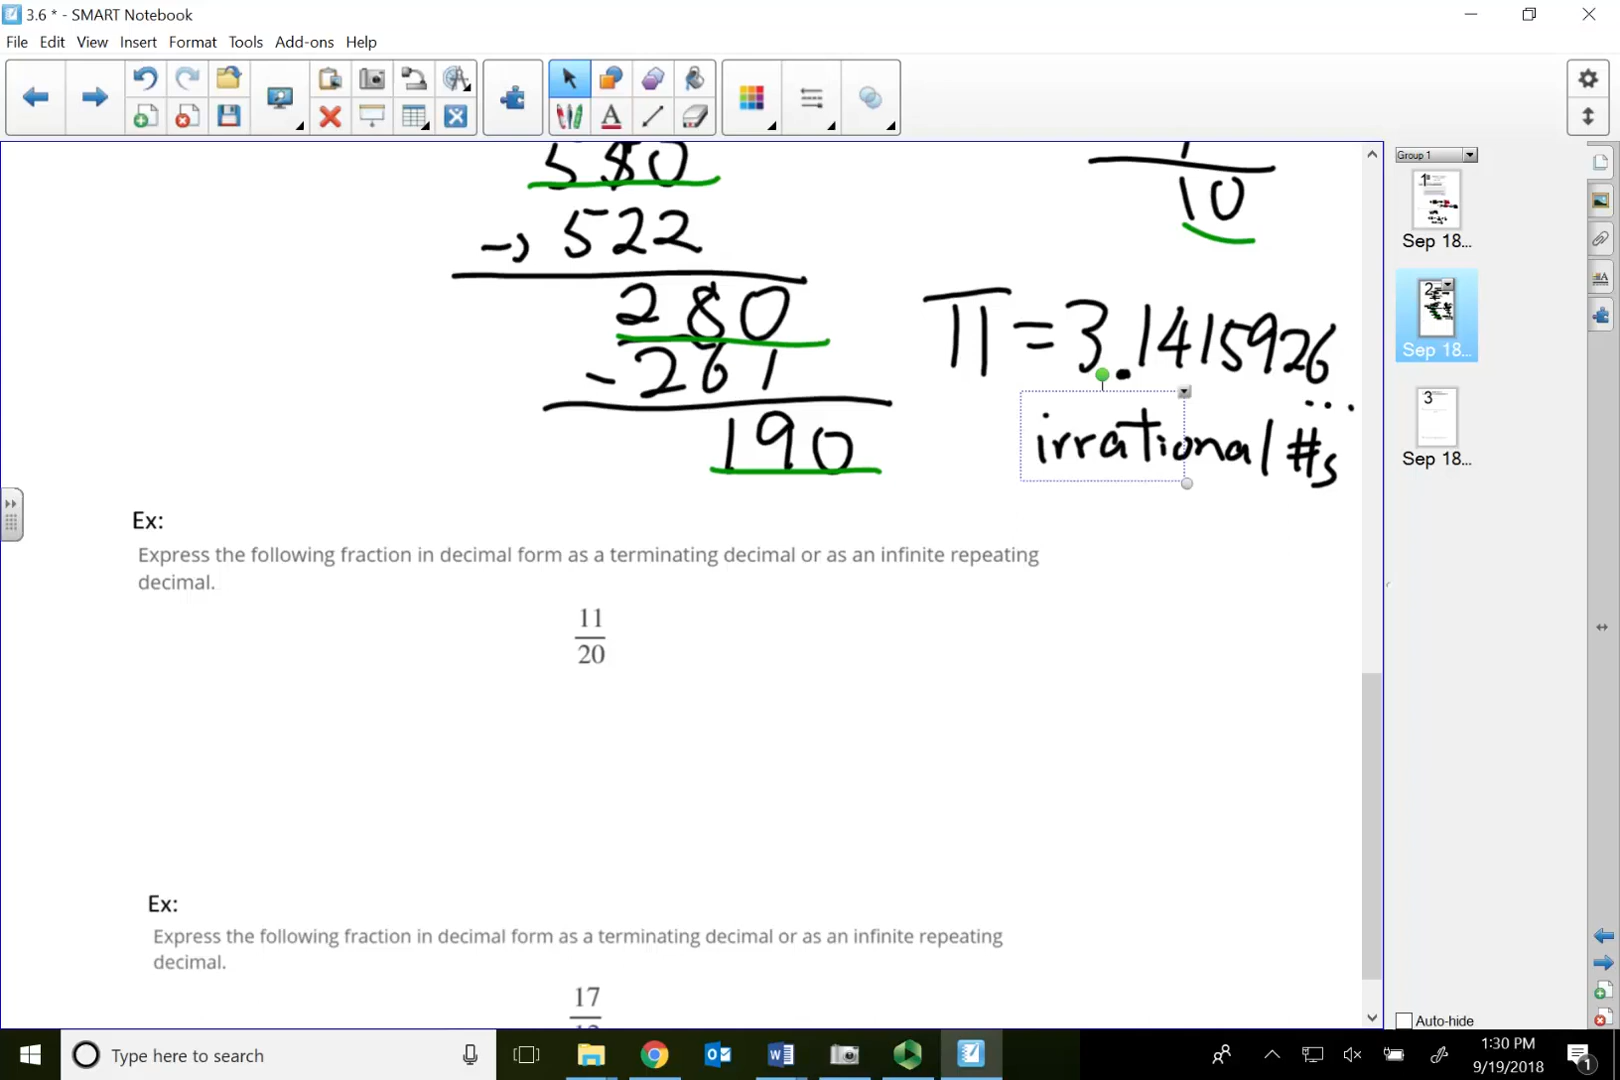 3.6 * - SMART Notebook
File Edit View Insert Format Tools Add-ons Help
Group 1
580
10
-) 522
280
π = 3.1415926
...
- 261
irrational #s
190
1
Sep 18...
2
Sep 18...
3
Sep 18...
Ex:
Express the following fraction in decimal form as a terminating decimal or as an infinite repeating
decimal.
11
20
Ex:
Express the following fraction in decimal form as a terminating decimal or as an infinite repeating
decimal.
17
Auto-hide
Type here to search
1:30 PM
9/19/2018
1